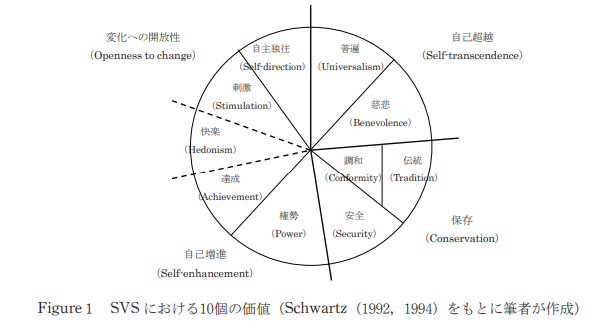 変化への開放性
(Openness to change)
自己超越
(Self-transcendence)
自主独往
(Self-direction)
普遍
(Universalism)
刺激
(Stimulation)
慈悲
(Benevolence)
快楽
(Hedonism)
調和
(Conformity)
伝統
(Tradition)
達成
(Achievement)
権勢
(Power)
安全
(Security)
保存
(Conservation)
自己増進
(Self-enhancement)
Figure 1 SVS における10個の価値（Schwartz（1992，1994）をもとに筆者が作成）